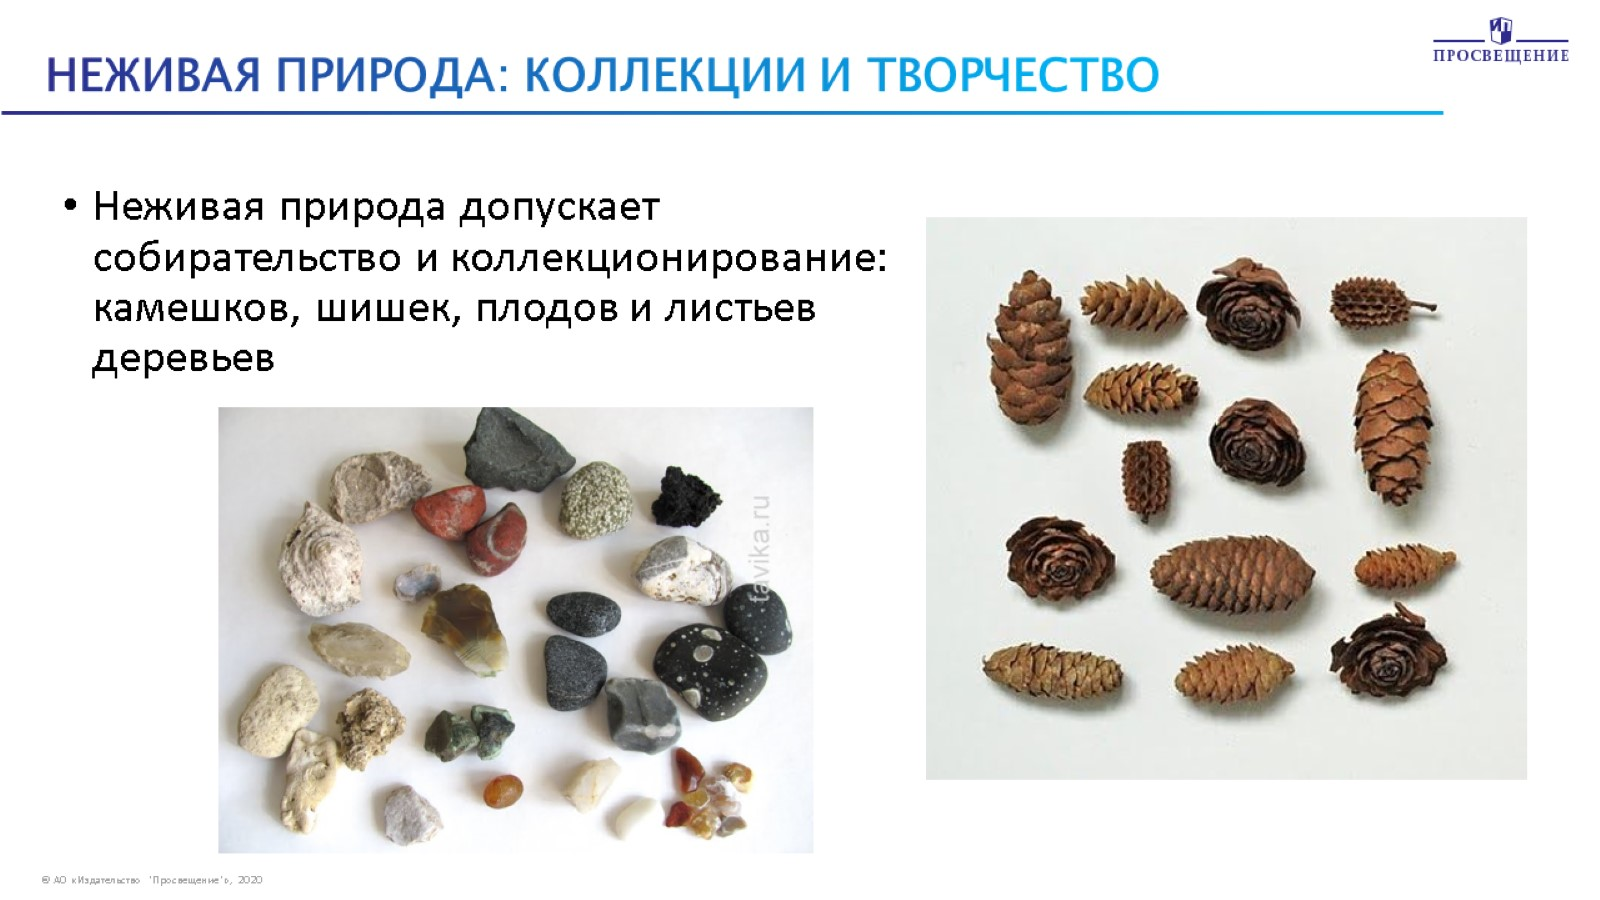 ПРОСВЕЩЕНИЕ
НЕЖИВАЯ ПРИРОДА: КОЛЛЕКЦИИ И ТВОРЧЕСТВО
• Неживая природа допускает
собирательство и коллекционирование:
камешков, шишек, плодов и листьев
деревьев
tavika.ru
© АО «Издательство "Просвещение"», 2020